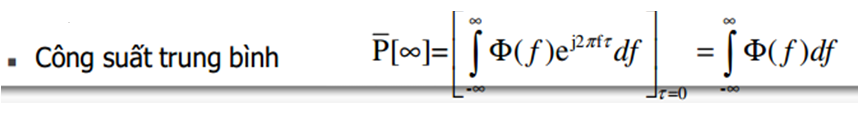 ▪ Công suất trung bình P̅[∞]=[∫_{-∞}^{∞} Φ(f)e^{j2πfτ}df]_{τ=0} = ∫_{-∞}^{∞} Φ(f)df